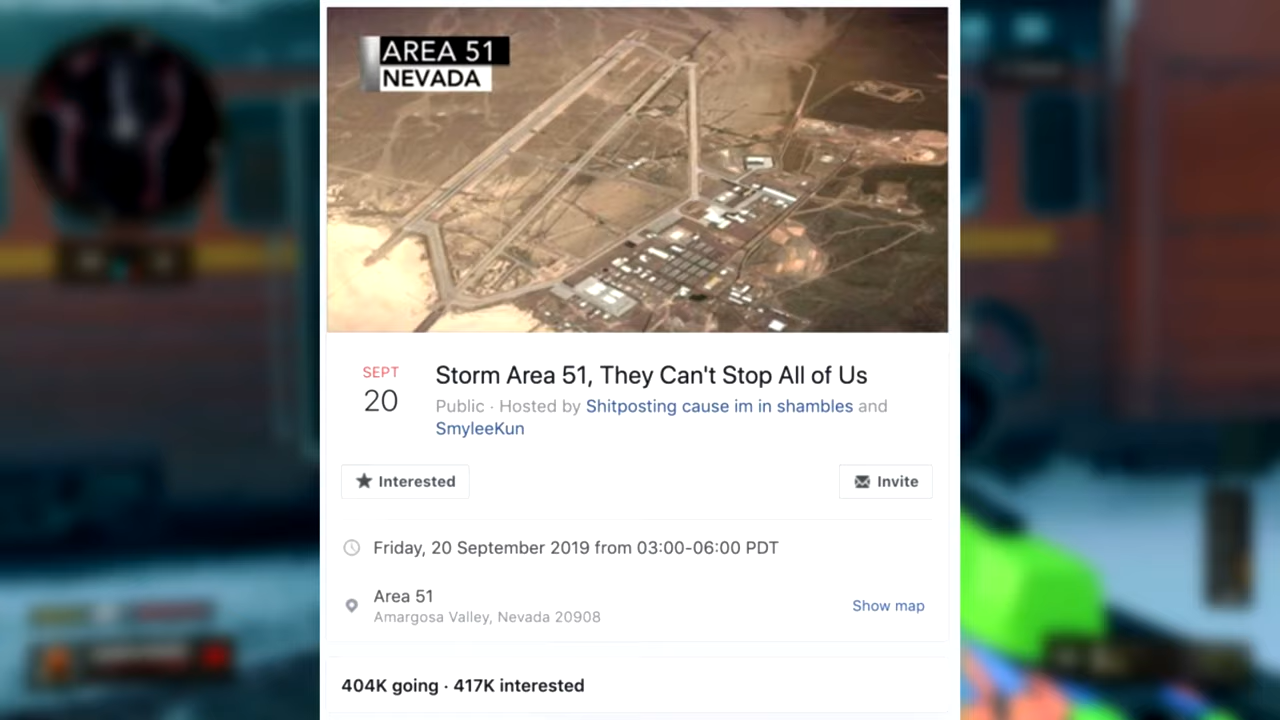 AREA 51
NEVADA
SEPT
20
Storm Area 51, They Can't Stop All of Us
Public · Hosted by Shitposting cause im in shambles and
SmyleeKun
Interested
Invite
Friday, 20 September 2019 from 03:00-06:00 PDT
Area 51
Amargosa Valley, Nevada 20908
Show map
404K going · 417K interested